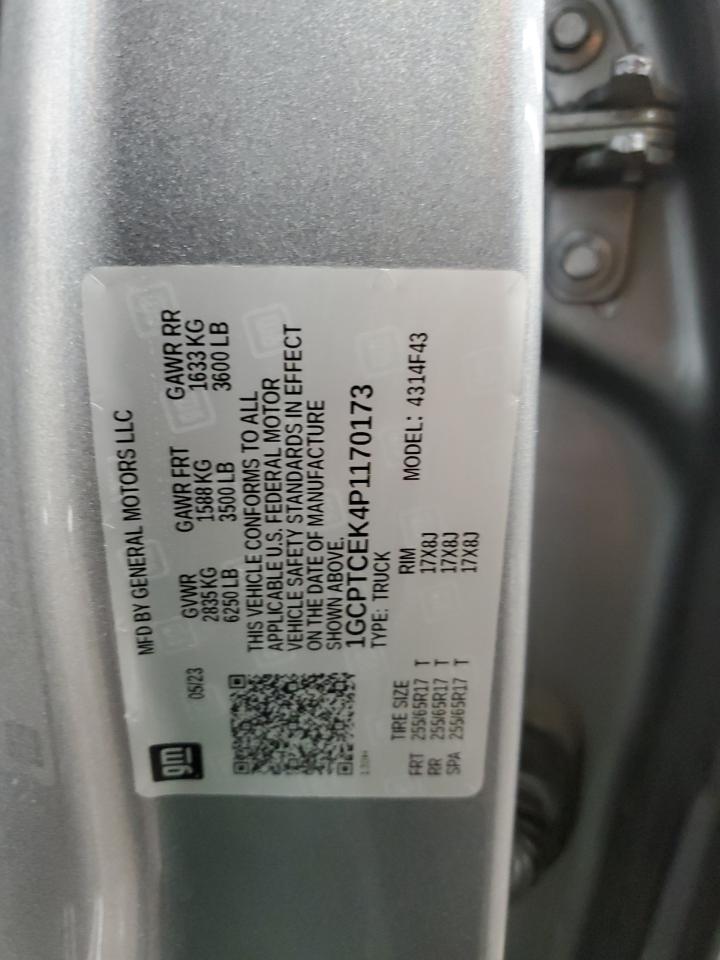 gm
MFD BY GENERAL MOTORS LLC
05/23
GVWR GAWR FRT GAWR RR
2835 KG 1588 KG 1633 KG
6250 LB 3500 LB 3600 LB
THIS VEHICLE CONFORMS TO ALL
APPLICABLE U.S. FEDERAL MOTOR
VEHICLE SAFETY STANDARDS IN EFFECT
ON THE DATE OF MANUFACTURE
SHOWN ABOVE.
1GCPTCEK4P1170173
TYPE: TRUCK MODEL: 4314F43
TIRE SIZE RIM
FRT 255/65R17 T 17X8J
RR 255/65R17 T 17X8J
SPA 255/65R17 T 17X8J